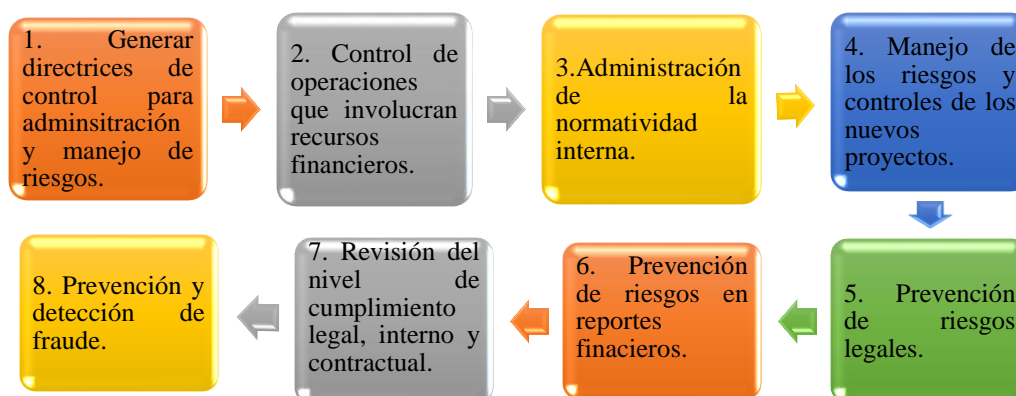 1. Generar
directrices de
control para
adminsitración
y manejo de
riesgos.
2. Control de
operaciones
que involucran
recursos
financieros.
3.Administración
de la
normatividad
interna.
4. Manejo de
los riesgos y
controles de los
nuevos
proyectos.
5. Prevención
de riesgos
legales.
6. Prevención
de riesgos en
reportes
finacieros.
7. Revisión del
nivel de
cumplimiento
legal, interno y
contractual.
8. Prevención y
detección de
fraude.